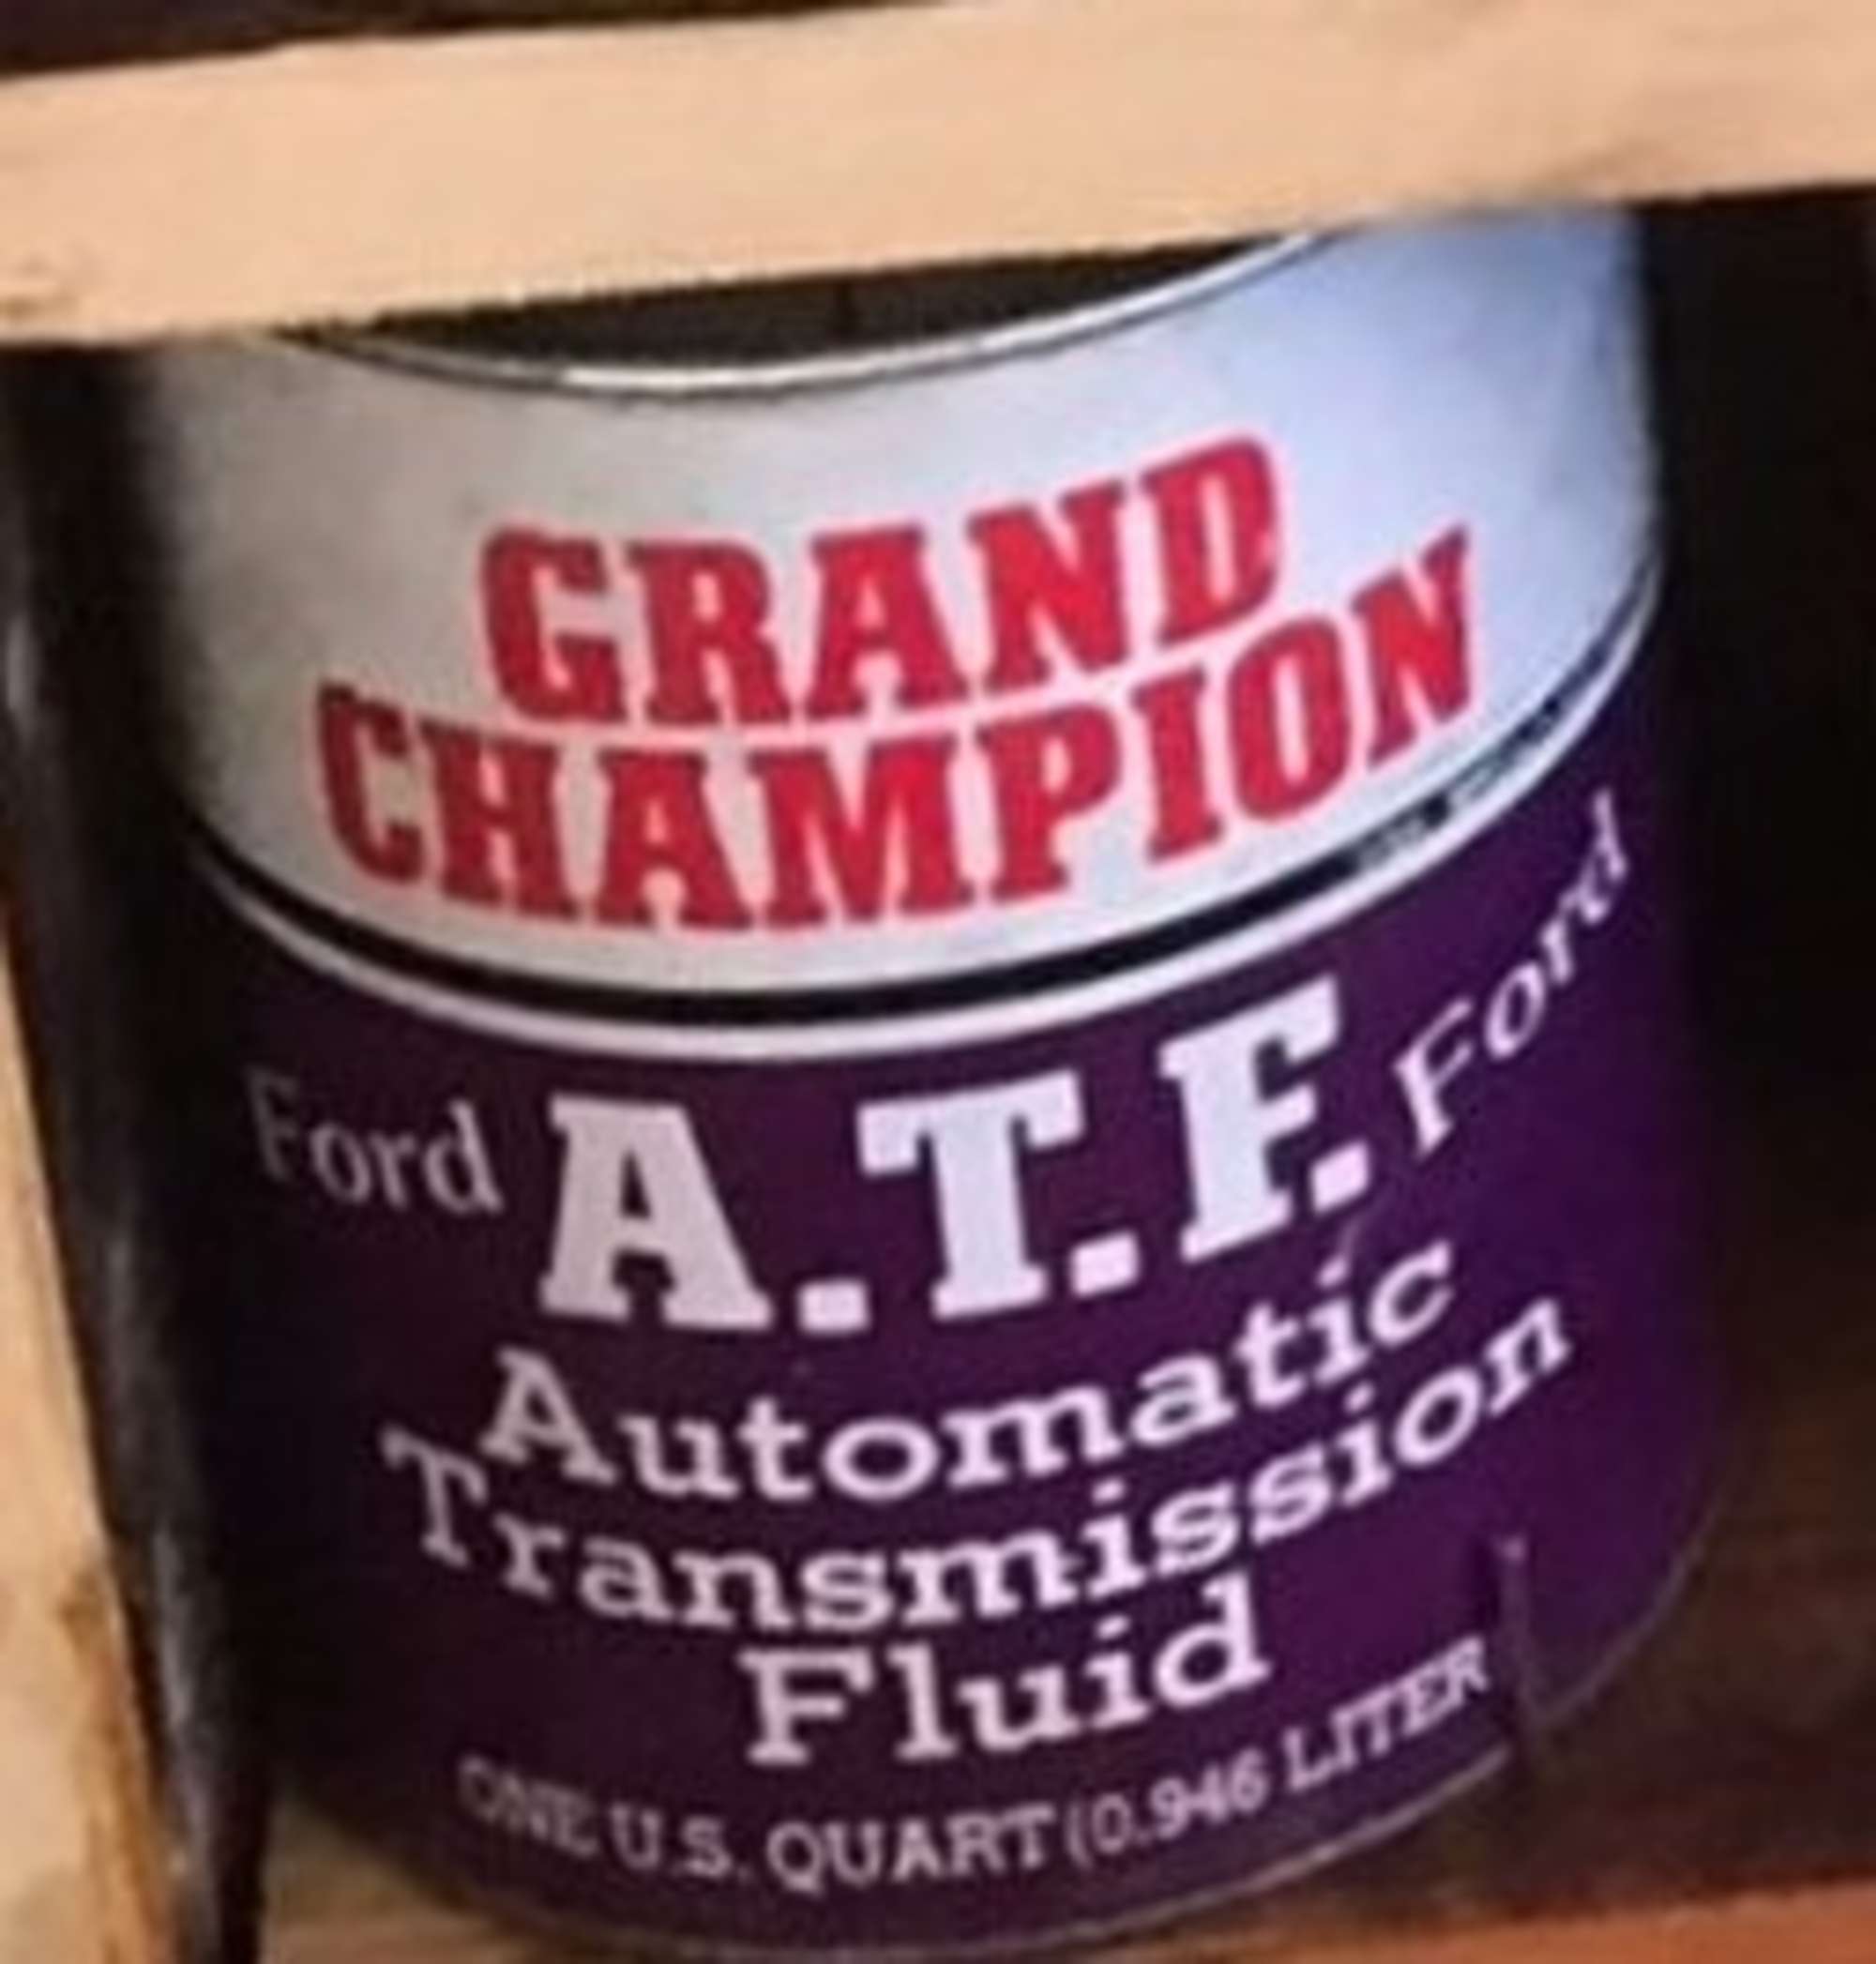 GRAND
CHAMPION
Ford A.T.F. Ford
Automatic
Transmission
Fluid
ONE U.S. QUART (0.946 LITER